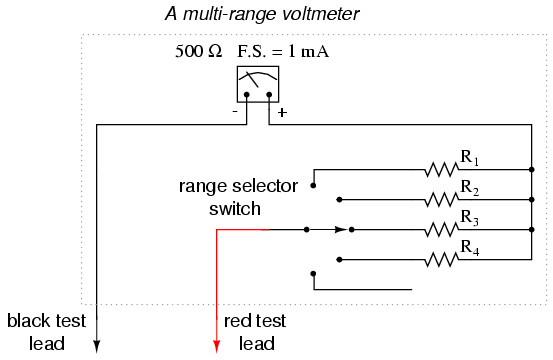 A multi-range voltmeter
500 Ω F.S. = 1 mA
- +
R1
range selector
switch
R2
R3
R4
black test
lead
red test
lead